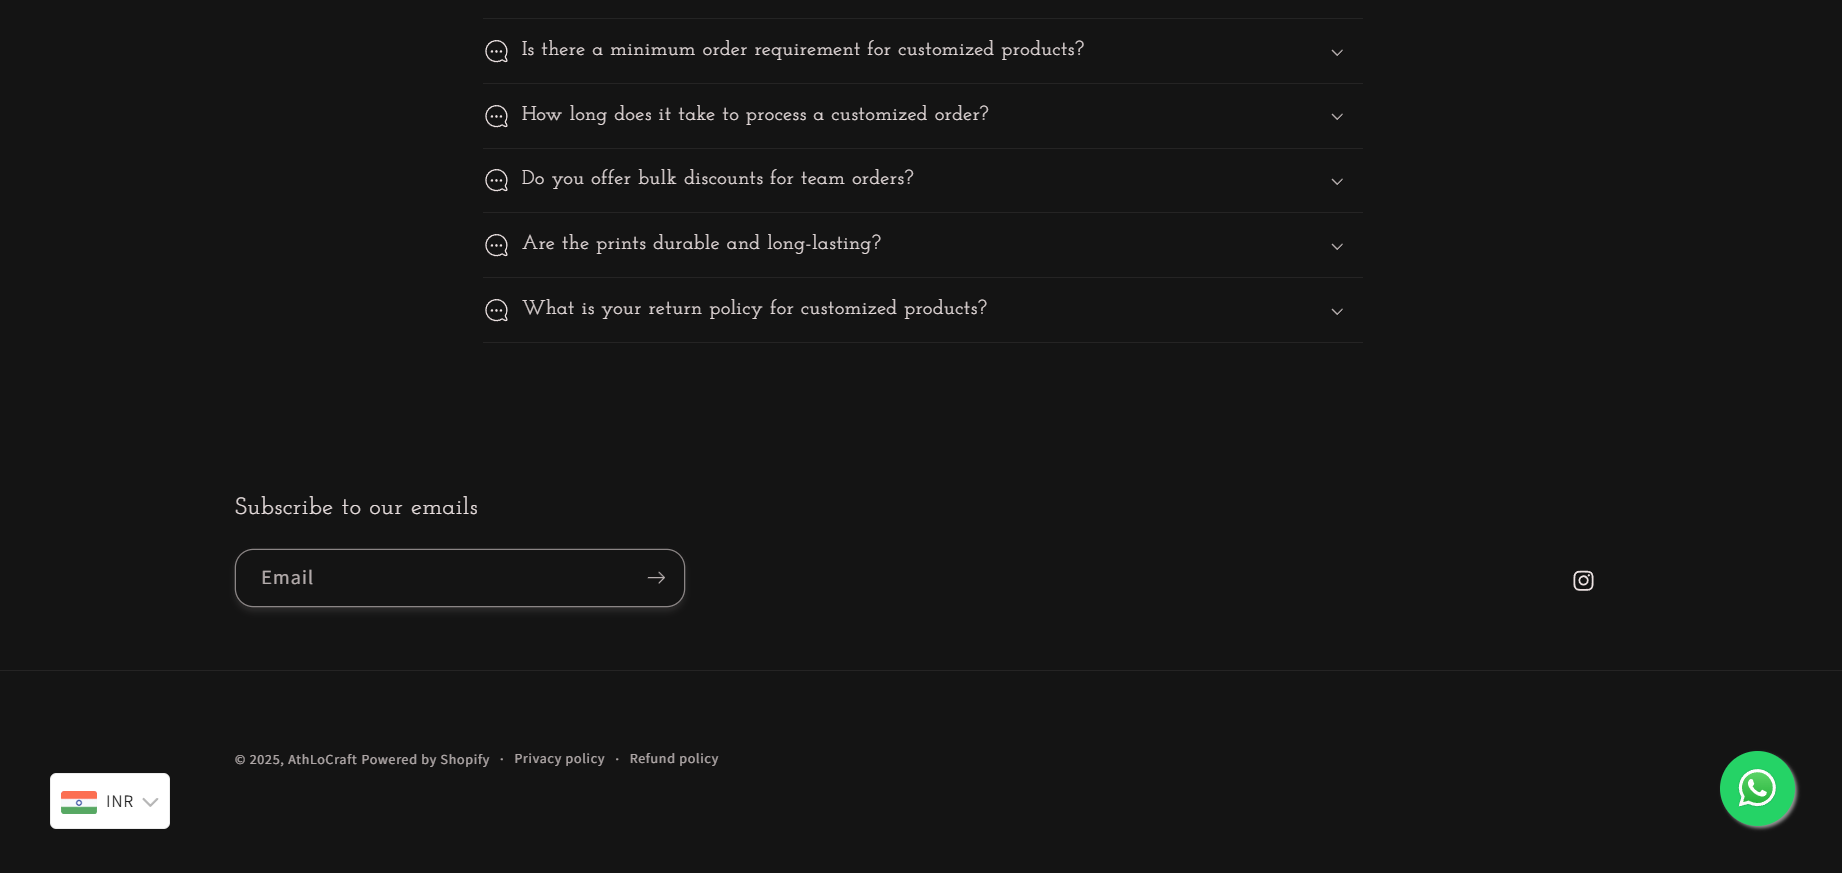 Is there a minimum order requirement for customized products?
How long does it take to process a customized order?
Do you offer bulk discounts for team orders?
Are the prints durable and long-lasting?
What is your return policy for customized products?
Subscribe to our emails
Email
© 2025, AthLoCraft Powered by Shopify · Privacy policy · Refund policy
INR